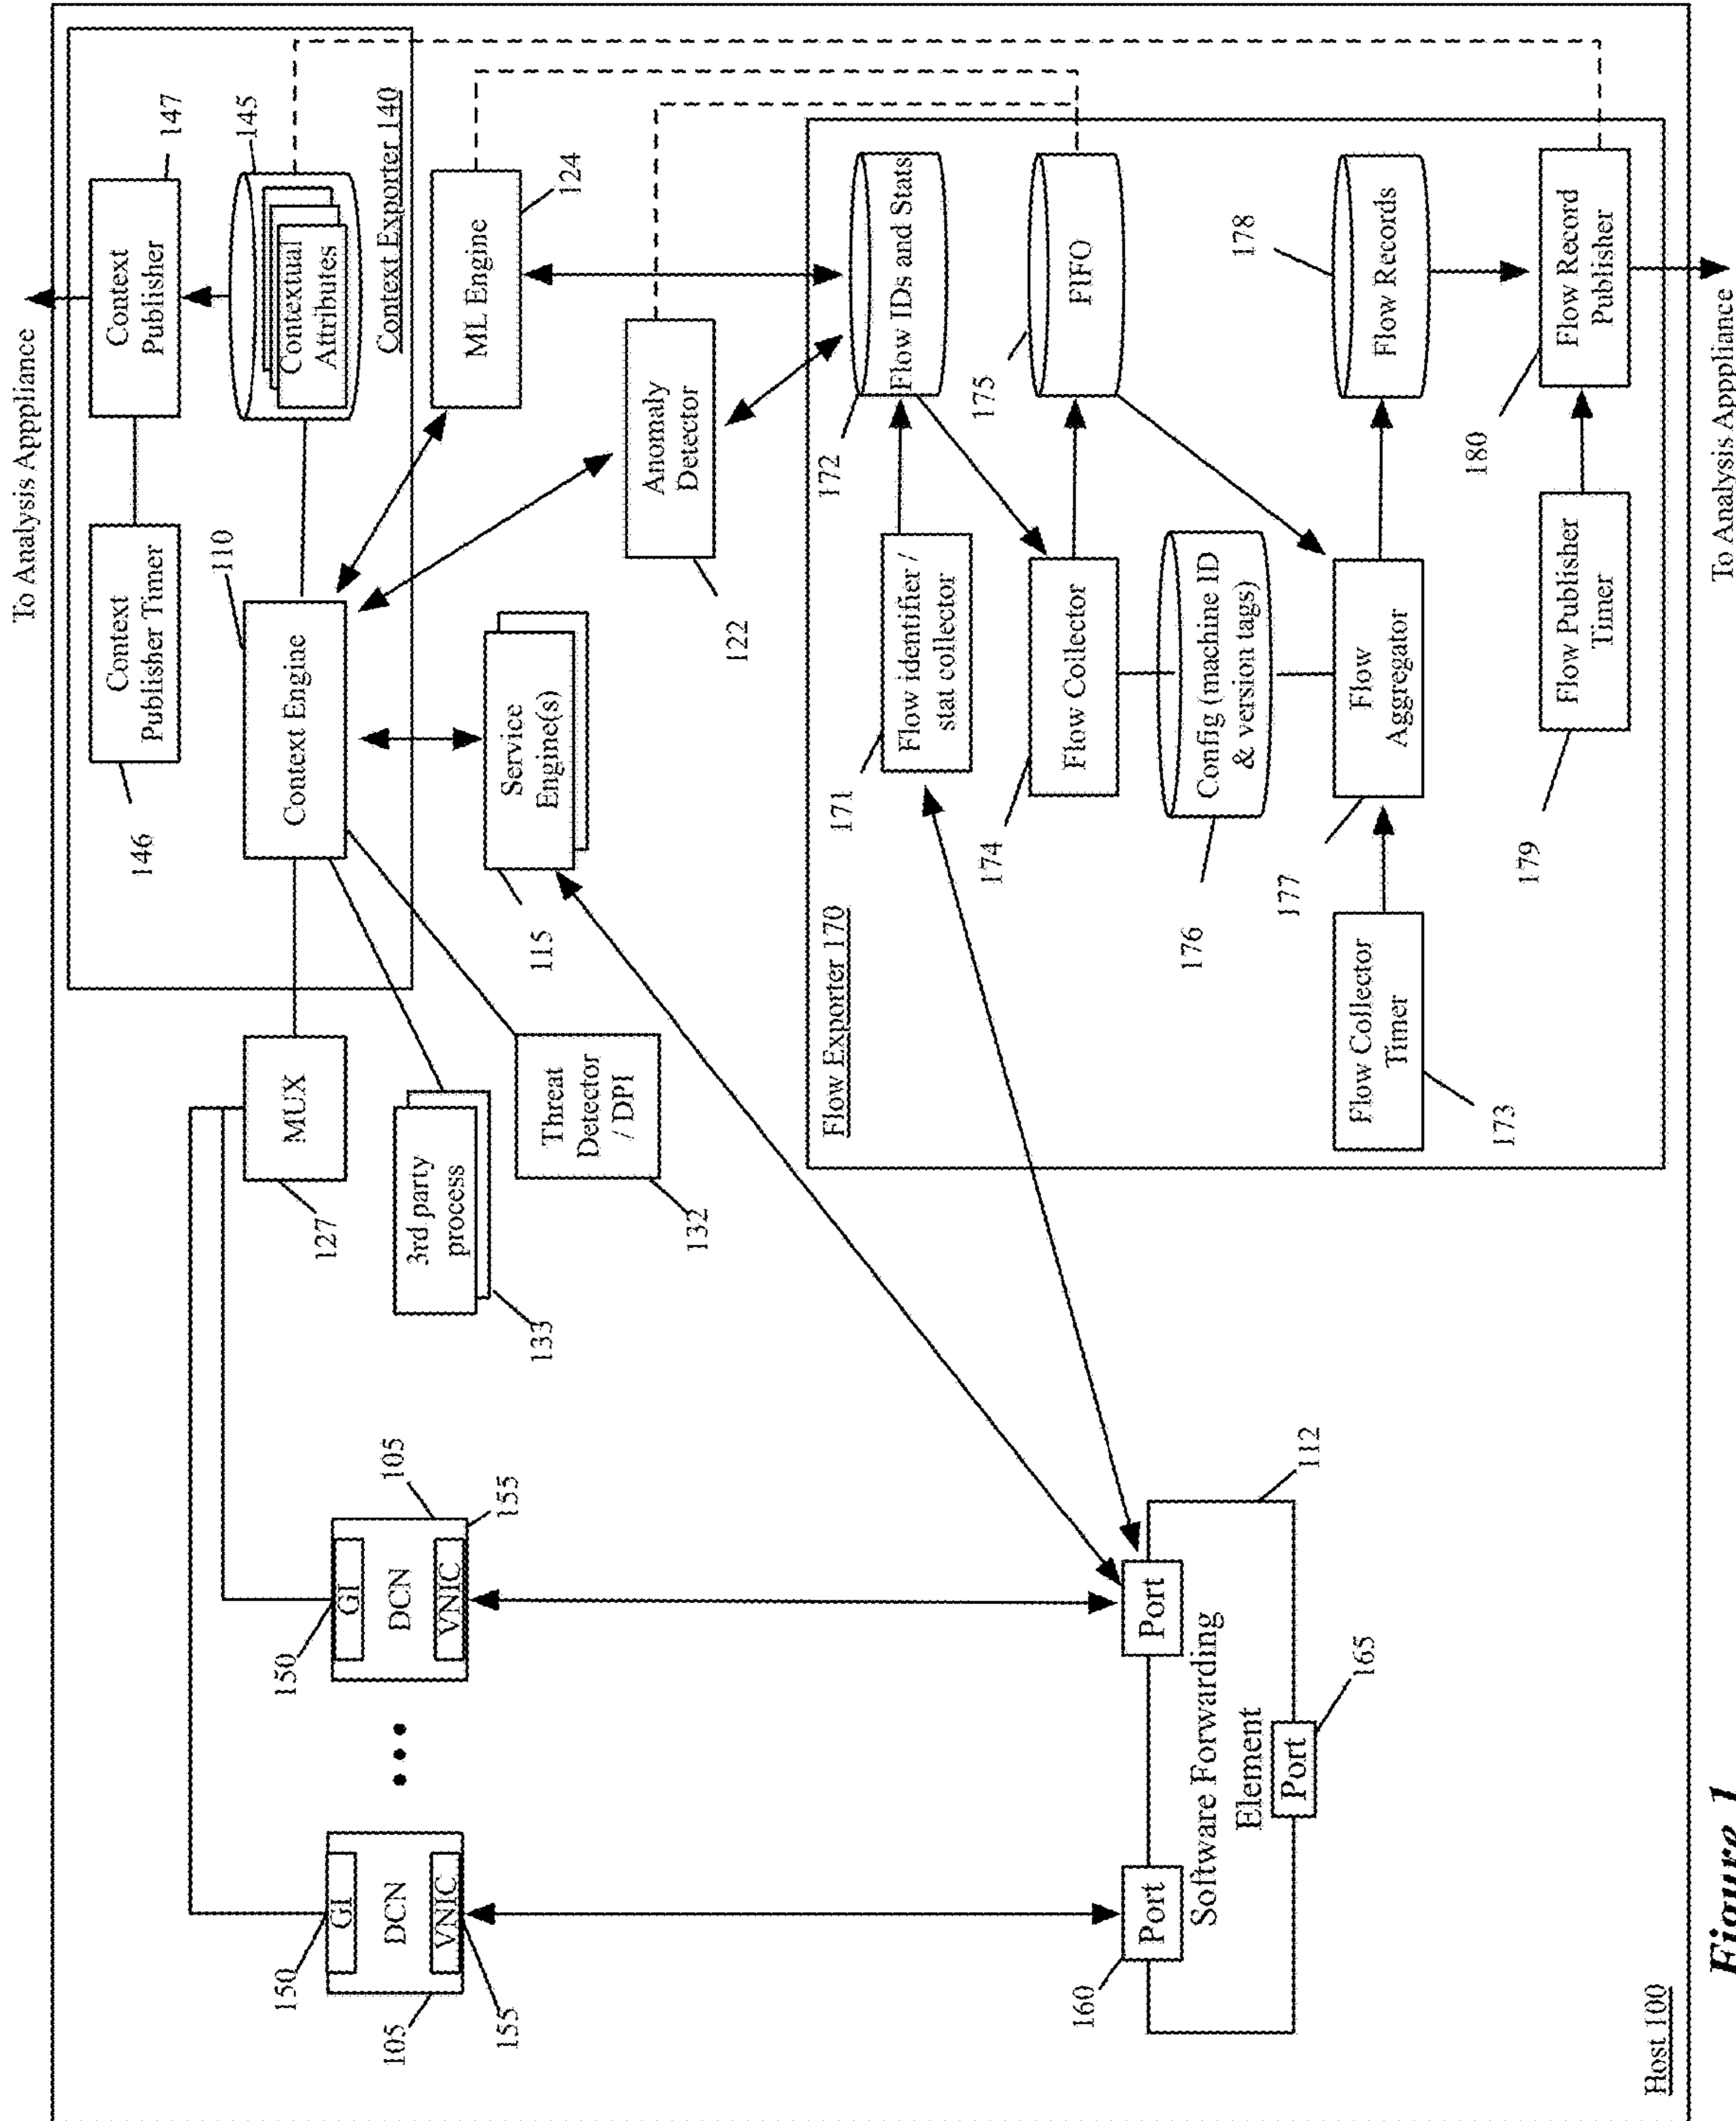 To Analysis Apppliance
Context
Publisher Timer
146
Context
Publisher
147
110
Context Engine
Contextual
Attributes
145
Context Exporter 140
MUX
127
3rd party
process
133
Threat
Detector
/ DPI
132
Service
Engine(s)
115
ML Engine
124
Anomaly
Detector
122
150
GI
DCN
VNIC
105
155
150
GI
DCN
VNIC
105
155
Port
160
Port
Software Forwarding
Element
Port
165
112
Flow Exporter 170
171
Flow identifier /
stat collector
172
Flow IDs and Stats
174
Flow Collector
175
FIFO
176
Config (machine ID
& version tags)
Flow Collector
Timer
173
177
Flow
Aggregator
178
Flow Records
179
Flow Publisher
Timer
180
Flow Record
Publisher
Host 100
To Analysis Apppliance
Figure 1